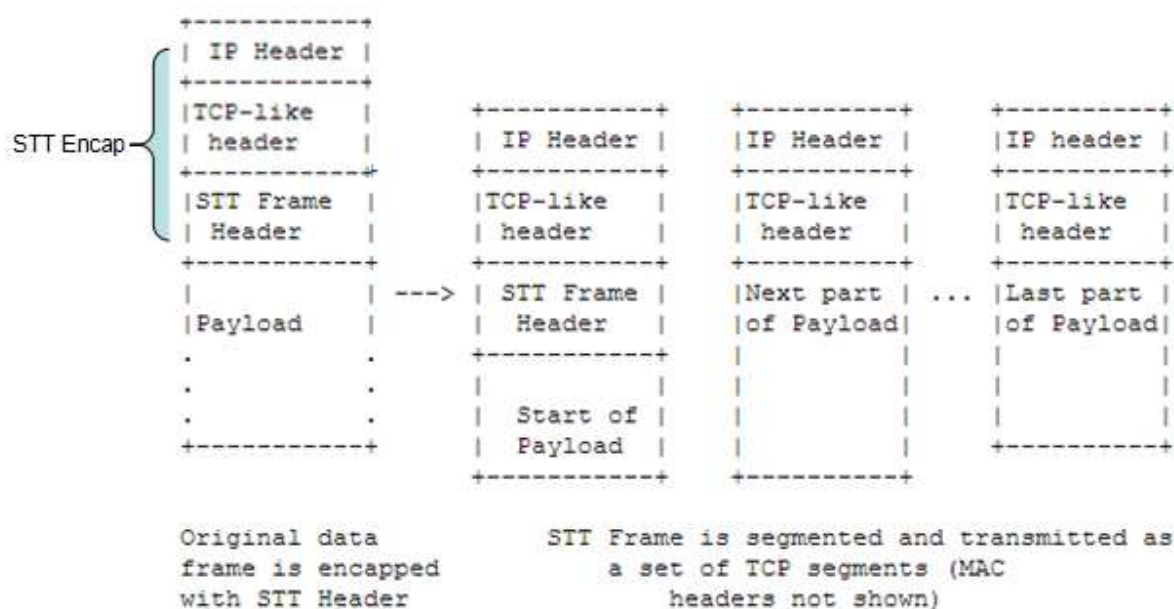 STT Encap
+------------+
| IP Header |
+------------+
|TCP-like |
| header |
+------------+
|STT Frame |
| Header |
+-----------+
| |
|Payload |
. .
. .
. .
+-----------+
--->
+-----------+
| IP Header |
+-----------+
|TCP-like |
| header |
+-----------+
| STT Frame |
| Header |
+-----------+
| |
| Start of |
| Payload |
+-----------+
+----------+
|IP Header |
+----------+
|TCP-like |
| header |
+----------+
|Next part |
|of Payload|
| |
| |
| |
| |
+----------+
...
+----------+
|IP header |
+----------+
|TCP-like |
| header |
+----------+
|Last part |
|of Payload|
| |
| |
| |
+----------+
Original data
frame is encapped
with STT Header
STT Frame is segmented and transmitted as
a set of TCP segments (MAC
headers not shown)